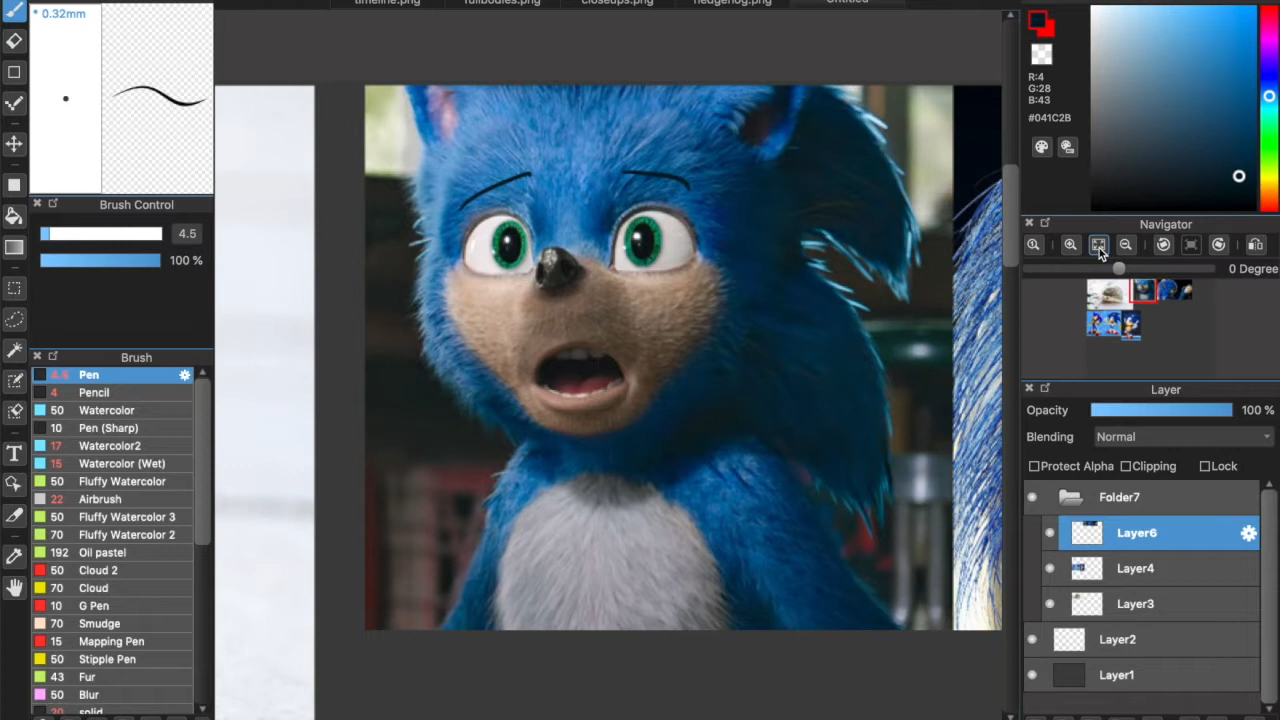 timeline.png
fullbodies.png
closeups.png
hedgehog.png
Untitled
* 0.32mm
Brush Control
4.5
100 %
Brush
4.5 Pen
4 Pencil
50 Watercolor
10 Pen (Sharp)
17 Watercolor2
15 Watercolor (Wet)
50 Fluffy Watercolor
22 Airbrush
50 Fluffy Watercolor 3
70 Fluffy Watercolor 2
192 Oil pastel
50 Cloud 2
70 Cloud
10 G Pen
70 Smudge
15 Mapping Pen
50 Stipple Pen
43 Fur
50 Blur
solid
R:4
G:28
B:43
#041C2B
Navigator
0 Degree
Layer
Opacity
100 %
Blending
Normal
Protect Alpha
Clipping
Lock
Folder7
Layer6
Layer4
Layer3
Layer2
Layer1